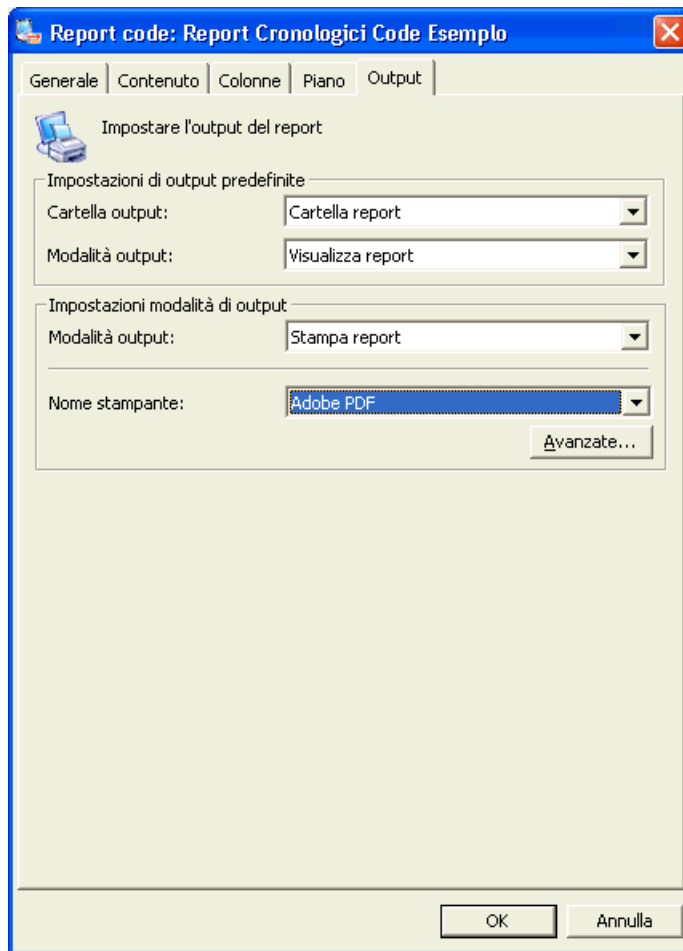 Report code: Report Cronologici Code Esempio
Generale Contenuto Colonne Piano Output
Impostare l'output del report
Impostazioni di output predefinite
Cartella output: Cartella report
Modalità output: Visualizza report
Impostazioni modalità di output
Modalità output: Stampa report
Nome stampante: Adobe PDF
Avanzate...
OK Annulla